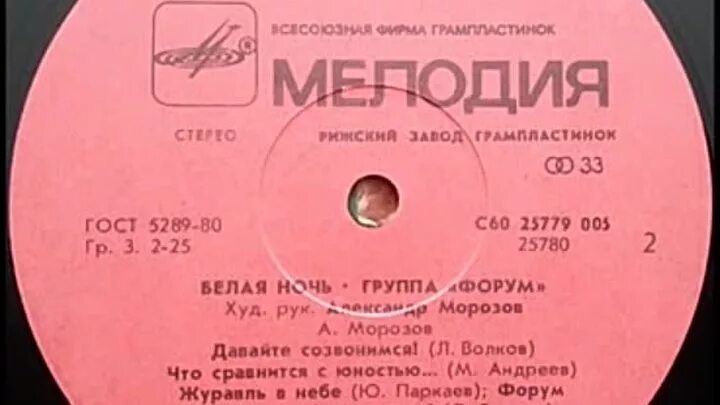 ВСЕСОЮЗНАЯ ФИРМА ГРАМПЛАСТИНОК
®
МЕЛОДИЯ
СТЕРЕО
РИЖСКИЙ ЗАВОД ГРАМПЛАСТИНОК
33
ГОСТ 5289-80
Гр. 3. 2-25
С60 25779 005
25780
2
БЕЛАЯ НОЧЬ · ГРУППА «ФОРУМ»
Худ. рук. Александр Морозов
А. Морозов
Давайте созвонимся! (Л. Волков)
Что сравнится с юностью... (М. Андреев)
Журавль в небе (Ю. Паркаев); Форум